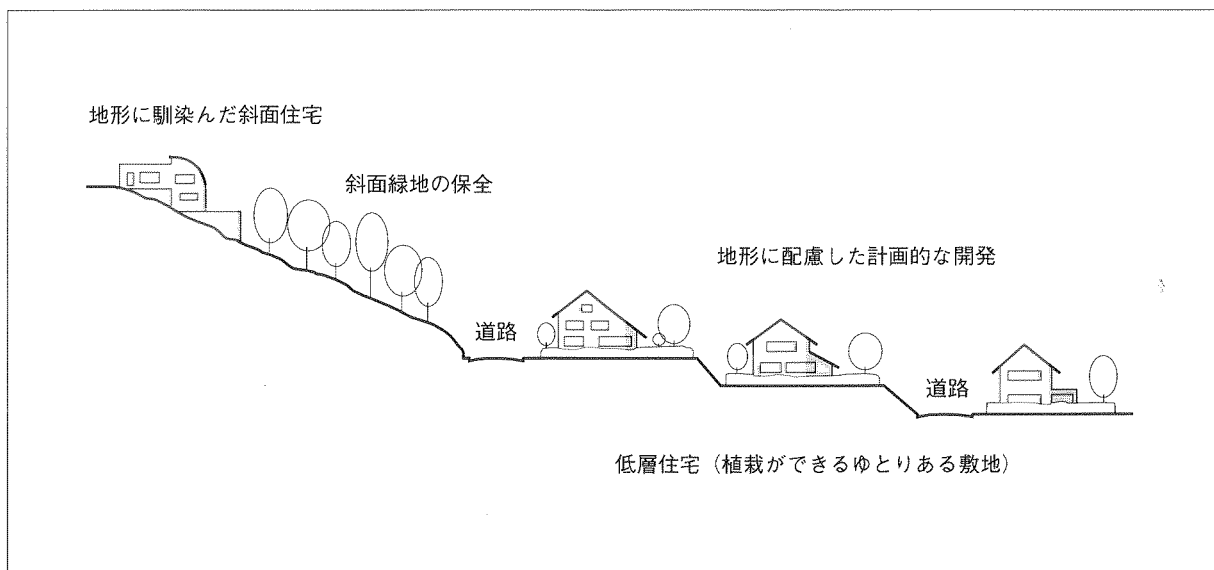 地形に馴染んだ斜面住宅
斜面緑地の保全
地形に配慮した計画的な開発
道路
道路
低層住宅（植栽ができるゆとりある敷地）